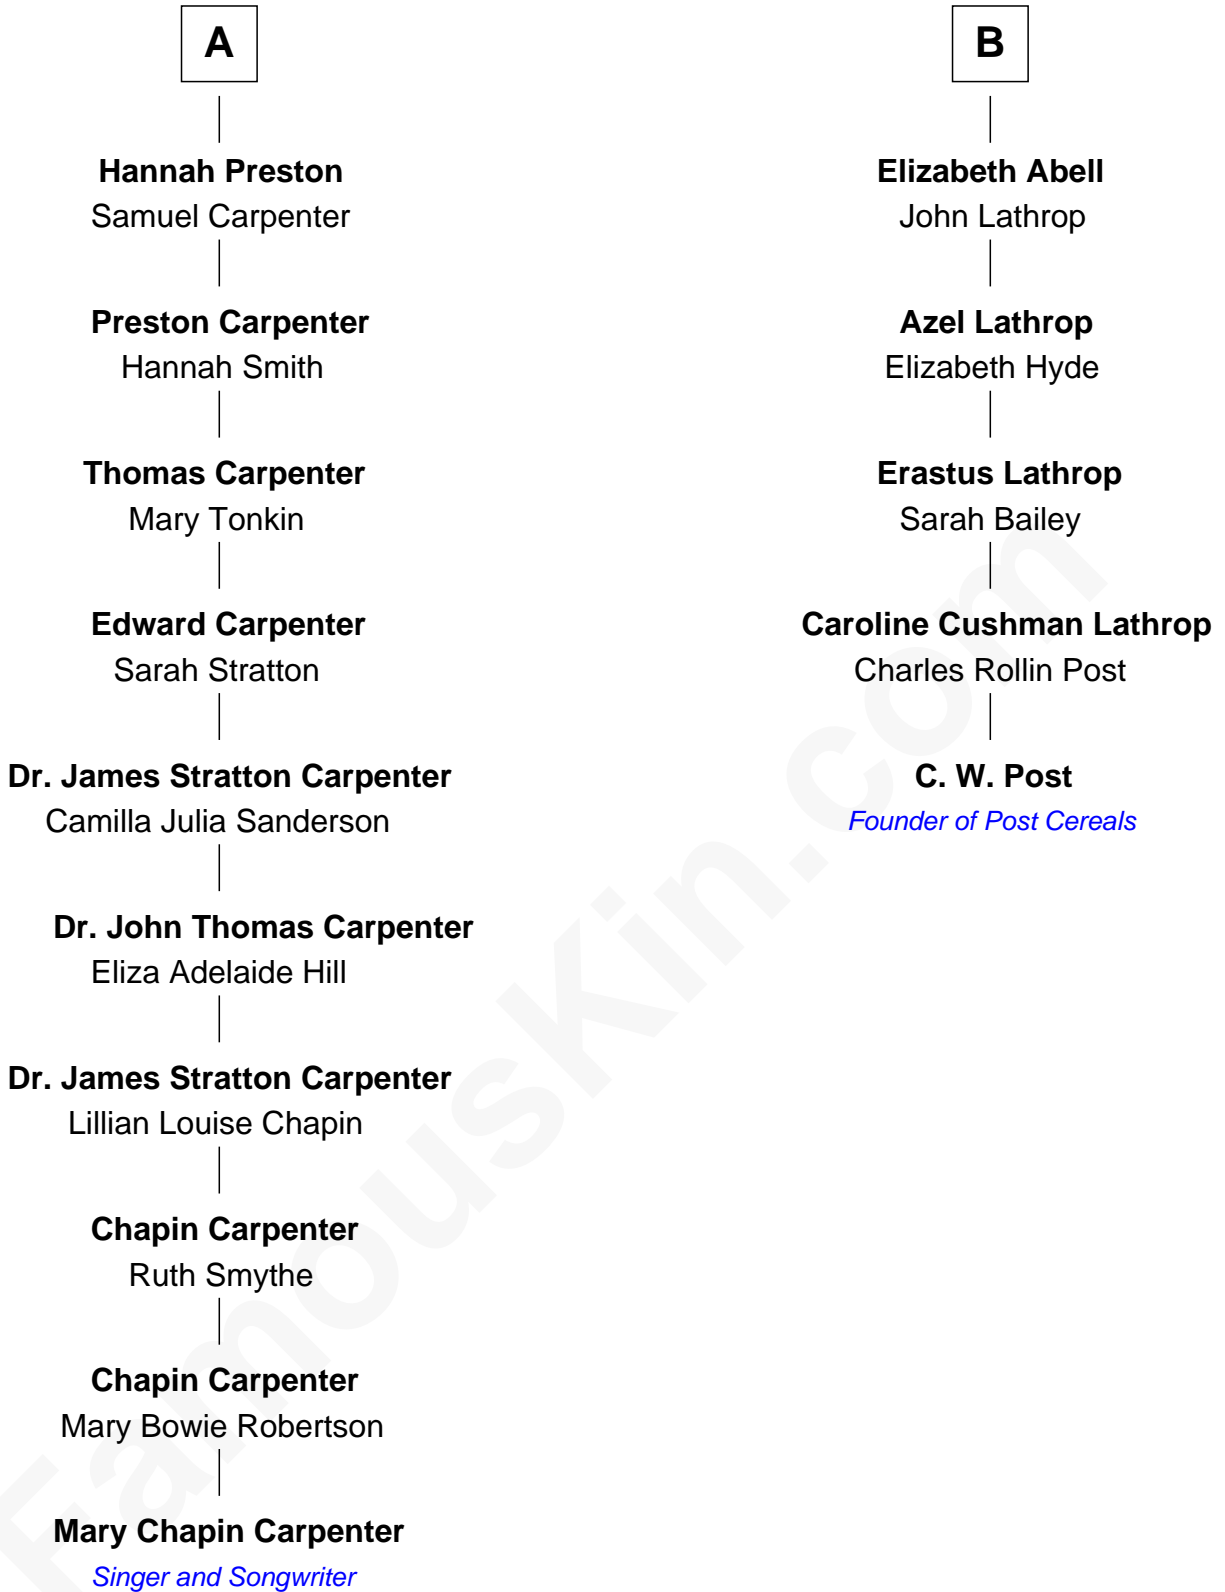 A
Hannah Preston
Samuel Carpenter
Preston Carpenter
Hannah Smith
Thomas Carpenter
Mary Tonkin
Edward Carpenter
Sarah Stratton
Dr. James Stratton Carpenter
Camilla Julia Sanderson
Dr. John Thomas Carpenter
Eliza Adelaide Hill
Dr. James Stratton Carpenter
Lillian Louise Chapin
Chapin Carpenter
Ruth Smythe
Chapin Carpenter
Mary Bowie Robertson
Mary Chapin Carpenter
Singer and Songwriter
B
Elizabeth Abell
John Lathrop
Azel Lathrop
Elizabeth Hyde
Erastus Lathrop
Sarah Bailey
Caroline Cushman Lathrop
Charles Rollin Post
C. W. Post
Founder of Post Cereals
FamousKin.com